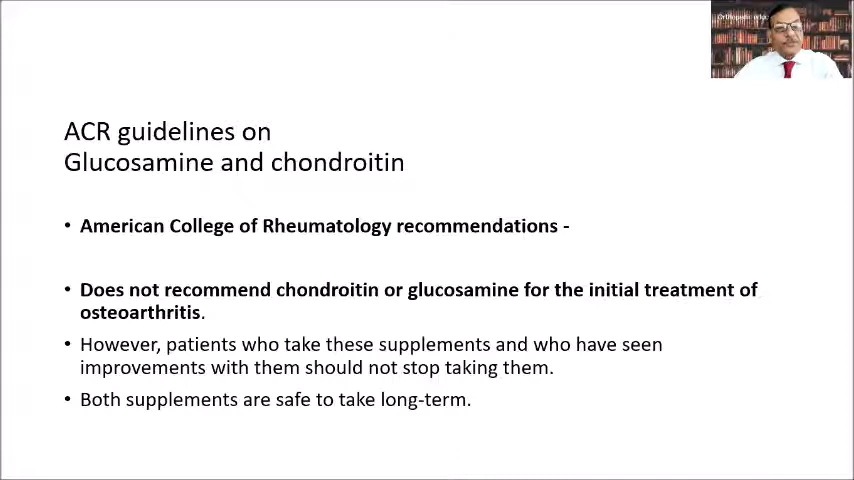 Orthopedic edu.
ACR guidelines on
Glucosamine and chondroitin
• American College of Rheumatology recommendations -
• Does not recommend chondroitin or glucosamine for the initial treatment of
osteoarthritis.
• However, patients who take these supplements and who have seen
improvements with them should not stop taking them.
• Both supplements are safe to take long-term.